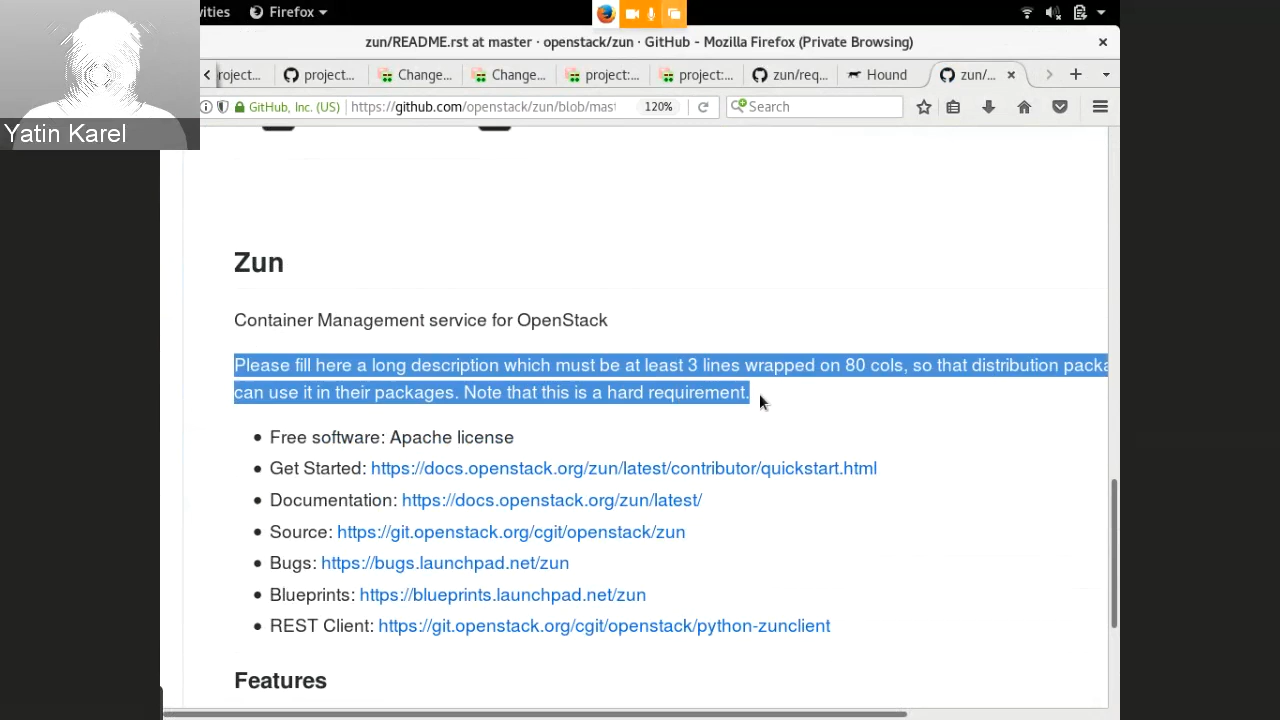 vities
Firefox
zun/README.rst at master · openstack/zun · GitHub - Mozilla Firefox (Private Browsing)
Yatin Karel
roject...
project...
Change...
Change...
project:...
project:...
zun/req...
Hound
zun/...
GitHub, Inc. (US)
https://github.com/openstack/zun/blob/mast
120%
Search
Zun
Container Management service for OpenStack
Please fill here a long description which must be at least 3 lines wrapped on 80 cols, so that distribution packa
can use it in their packages. Note that this is a hard requirement.
• Free software: Apache license
• Get Started: https://docs.openstack.org/zun/latest/contributor/quickstart.html
• Documentation: https://docs.openstack.org/zun/latest/
• Source: https://git.openstack.org/cgit/openstack/zun
• Bugs: https://bugs.launchpad.net/zun
• Blueprints: https://blueprints.launchpad.net/zun
• REST Client: https://git.openstack.org/cgit/openstack/python-zunclient
Features